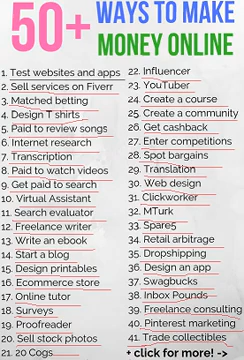 50+ WAYS TO MAKE
MONEY ONLINE
1. Test websites and apps
2. Sell services on Fiverr
3. Matched betting
4. Design T shirts
5. Paid to review songs
6. Internet research
7. Transcription
8. Paid to watch videos
9. Get paid to search
10. Virtual Assistant
11. Search evaluator
12. Freelance writer
13. Write an ebook
14. Start a blog
15. Design printables
16. Ecommerce store
17. Online tutor
18. Surveys
19. Proofreader
20. Sell stock photos
21. 20 Cogs
22. Influencer
23. YouTuber
24. Create a course
25. Create a community
26. Get cashback
27. Enter competitions
28. Spot bargains
29. Translation
30. Web design
31. Clickworker
32. MTurk
33. Spare5
34. Retail arbitrage
35. Dropshipping
36. Design an app
37. Swagbucks
38. Inbox Pounds
39. Freelance consulting
40. Pinterest marketing
41. Trade collectibles
+ click for more! ->